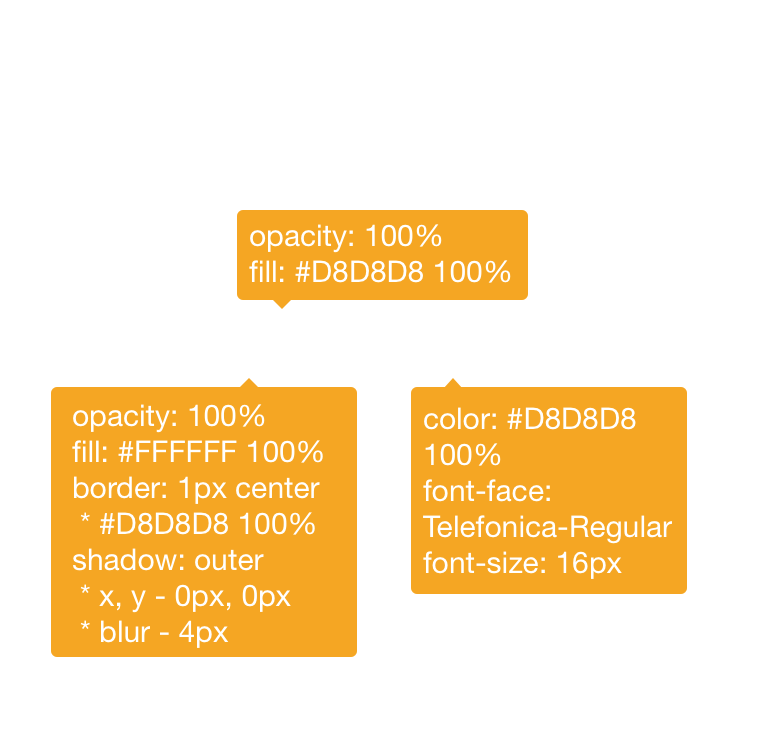 opacity: 100%
fill: #D8D8D8 100%
opacity: 100%
fill: #FFFFFF 100%
border: 1px center
* #D8D8D8 100%
shadow: outer
* x, y - 0px, 0px
* blur - 4px
color: #D8D8D8
100%
font-face:
Telefonica-Regular
font-size: 16px